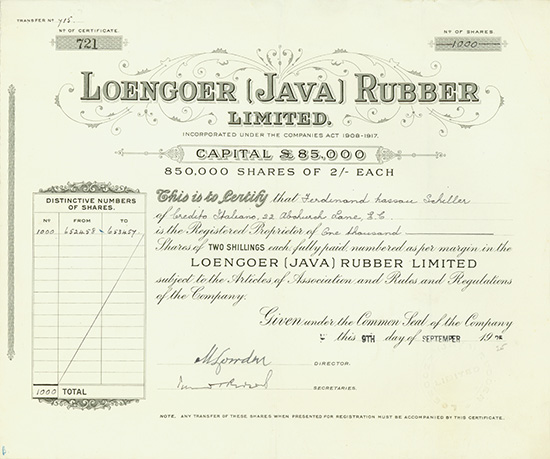 TRANSFER Nº 715
Nº OF CERTIFICATE.
721
Nº OF SHARES.
1000
LOENGOER (JAVA) RUBBER
LIMITED.
INCORPORATED UNDER THE COMPANIES ACT 1908-1917.
CAPITAL £85,000
850,000 SHARES OF 2/- EACH
DISTINCTIVE NUMBERS
OF SHARES.
Nº FROM TO
1000 652458 653457
1000 TOTAL
This is to Certify that Ferdinand Nassau Schiller
of Credito Italiano, 22 Abchurch Lane, E.C.
is the Registered Proprietor of One thousand
Shares of TWO SHILLINGS each, fully paid, numbered as per margin in the
LOENGOER (JAVA) RUBBER LIMITED
subject to the Articles of Association and Rules and Regulations
of the Company.
Given under the Common Seal of the Company
this 9TH day of SEPTEMBER 19
DIRECTOR.
SECRETARIES.
NOTE. ANY TRANSFER OF THESE SHARES WHEN PRESENTED FOR REGISTRATION MUST BE ACCOMPANIED BY THIS CERTIFICATE.